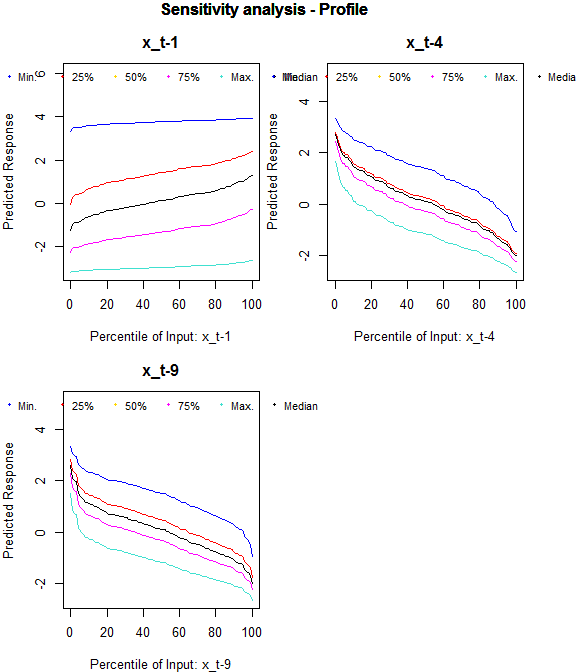 Sensitivity analysis - Profile
x_t-1
Min. 25% 50% 75% Max. Median
Predicted Response
-2 0 2 4 6
0 20 40 60 80 100
Percentile of Input: x_t-1
x_t-4
25% 50% 75% Max. Media
Predicted Response
-2 0 2 4
0 20 40 60 80 100
Percentile of Input: x_t-4
x_t-9
Min. 25% 50% 75% Max. Median
Predicted Response
-2 0 2 4
0 20 40 60 80 100
Percentile of Input: x_t-9